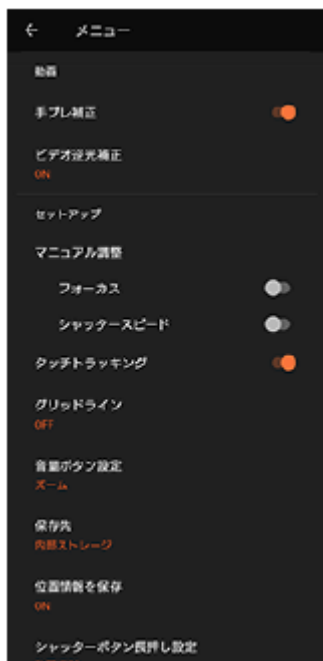 メニュー
動画
手ブレ補正
ビデオ逆光補正
ON
セットアップ
マニュアル調整
フォーカス
シャッタースピード
タッチトラッキング
グリッドライン
OFF
音量ボタン設定
ズーム
保存先
内部ストレージ
位置情報を保存
ON
シャッターボタン長押し設定